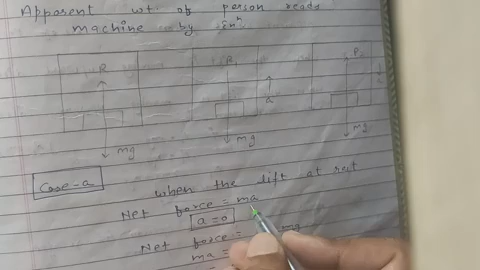 Apparent wt of person reads
machine by
R R
a
mg mg mg
Case-a
when the lift at rest
Net force = ma
a=0
Net force = mg
ma =